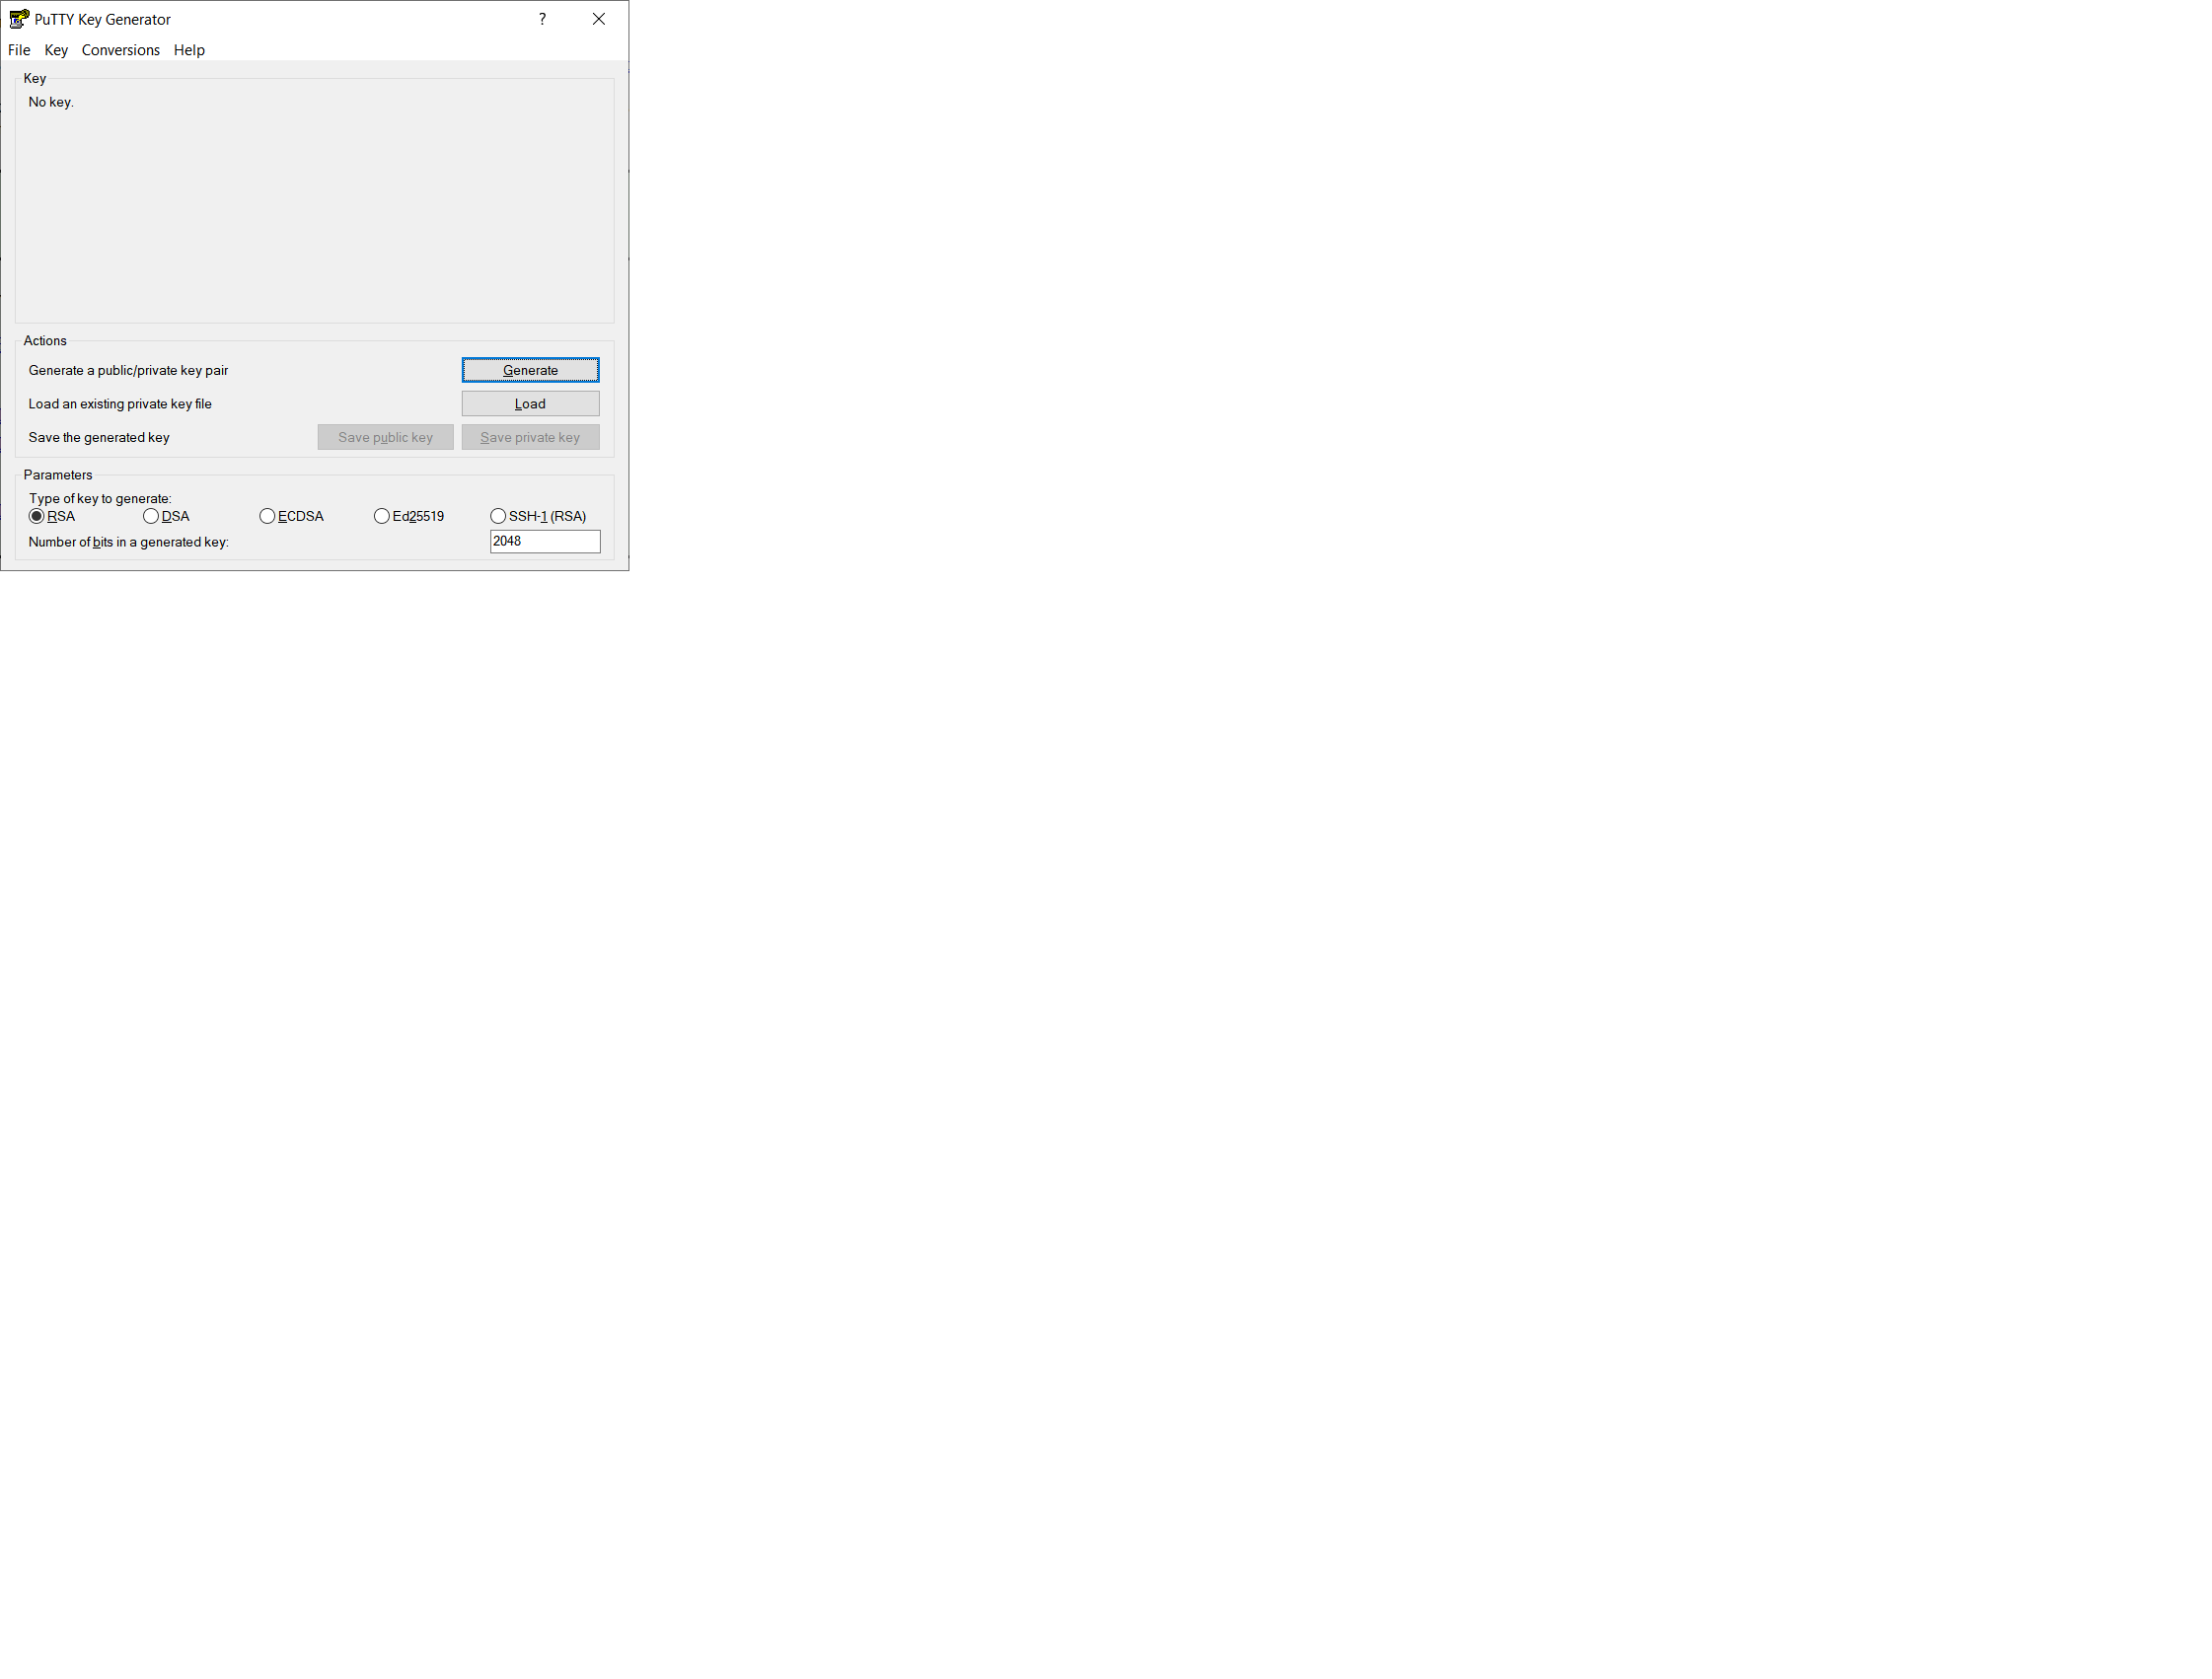 PuTTY Key Generator ?
File Key Conversions Help
Key
No key.
Actions
Generate a public/private key pair Generate
Load an existing private key file Load
Save the generated key Save public key Save private key
Parameters
Type of key to generate:
RSA DSA ECDSA Ed25519 SSH-1 (RSA)
Number of bits in a generated key: 2048